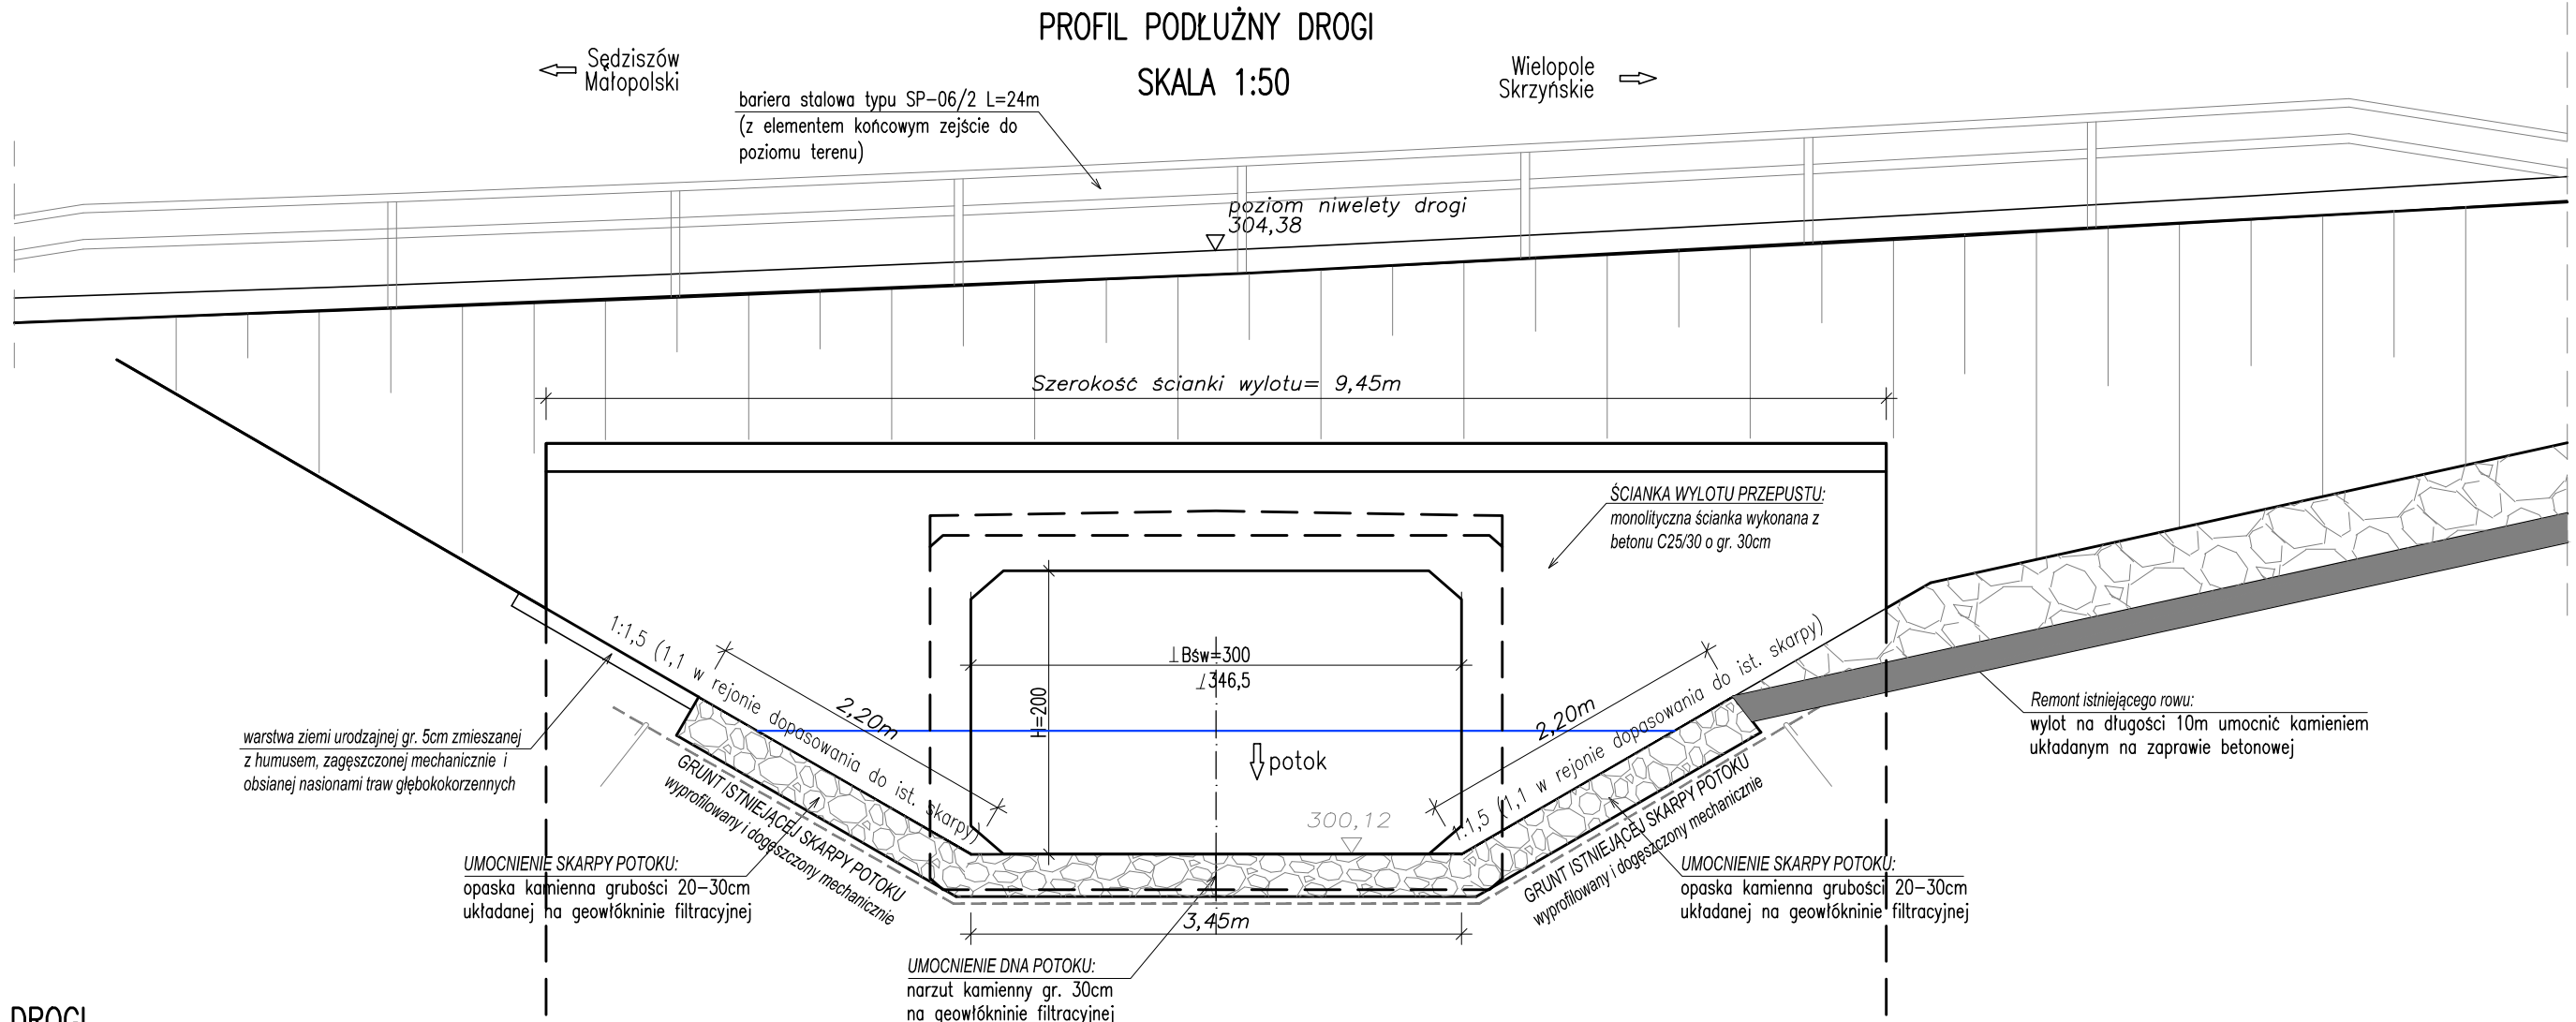 PROFIL PODŁUŻNY DROGI
SKALA 1:50
Sędziszów
Małopolski
Wielopole
Skrzyńskie
bariera stalowa typu SP-06/2 L=24m
(z elementem końcowym zejście do
poziomu terenu)
poziom niwelety drogi
304,38
Szerokość ścianki wylotu= 9,45m
ŚCIANKA WYLOTU PRZEPUSTU:
monolityczna ścianka wykonana z
betonu C25/30 o gr. 30cm
1:1,5 (1,1 w rejonie dopasowania do ist. skarpy)
2,20m
⊥Bśw=300
⊥346,5
H=200
potok
300,12
2,20m
1:1,5 (1,1 w rejonie dopasowania do ist. skarpy)
Remont istniejącego rowu:
wylot na długości 10m umocnić kamieniem
układanym na zaprawie betonowej
warstwa ziemi urodzajnej gr. 5cm zmieszanej
z humusem, zagęszczonej mechanicznie i
obsianej nasionami traw głębokokorzennych
GRUNT ISTNIEJĄCEJ SKARPY POTOKU
wyprofilowany i dogęszczony mechanicznie
GRUNT ISTNIEJĄCEJ SKARPY POTOKU
wyprofilowany i dogęszczony mechanicznie
UMOCNIENIE SKARPY POTOKU:
opaska kamienna grubości 20-30cm
układanej na geowłókninie filtracyjnej
UMOCNIENIE SKARPY POTOKU:
opaska kamienna grubości 20-30cm
układanej na geowłókninie filtracyjnej
3,45m
UMOCNIENIE DNA POTOKU:
narzut kamienny gr. 30cm
na geowłókninie filtracyjnej
DROGI